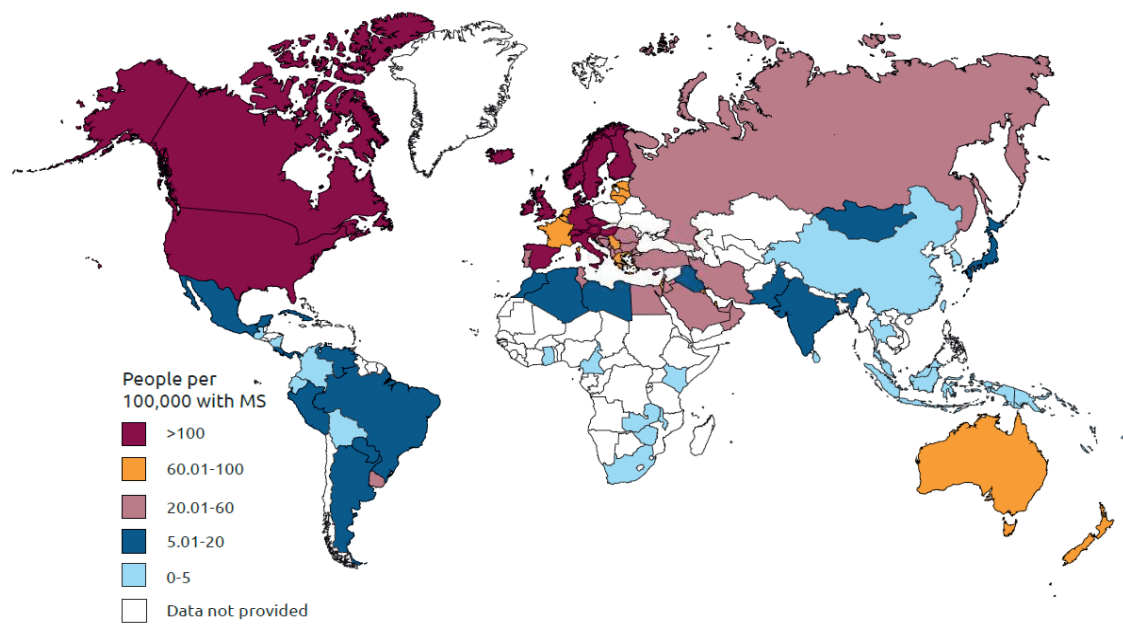 People per
100,000 with MS
>100
60.01-100
20.01-60
5.01-20
0-5
Data not provided